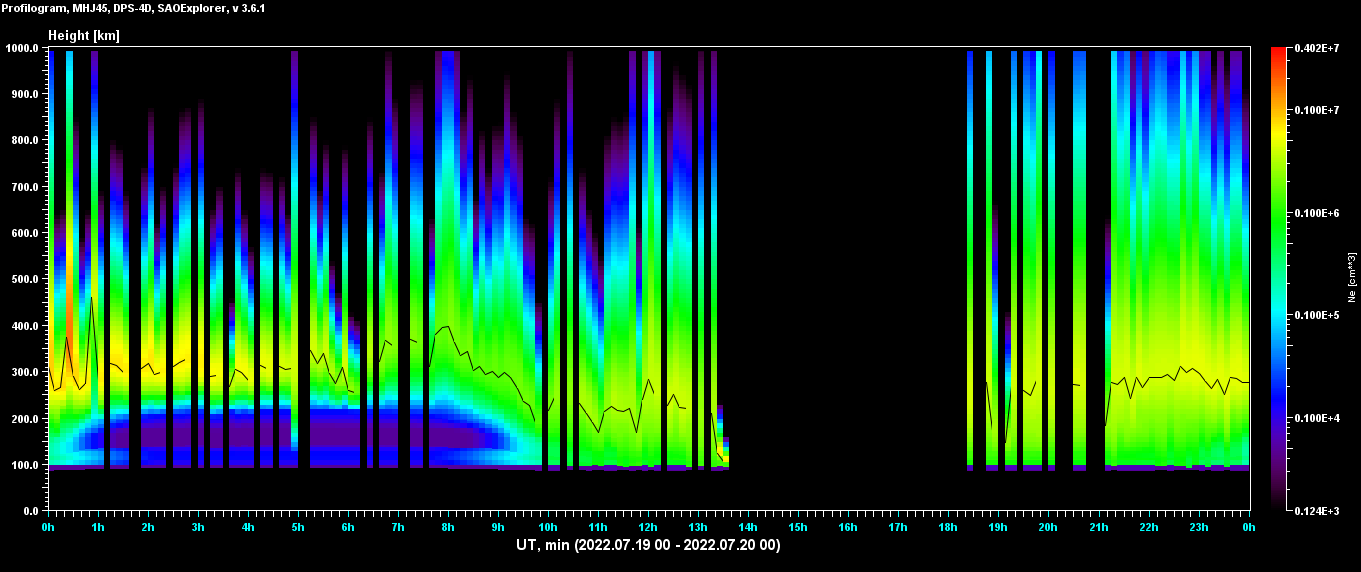 Profilogram, MHJ45, DPS-4D, SAOExplorer, v 3.6.1
Height [km]
1000.0
900.0
800.0
700.0
600.0
500.0
400.0
300.0
200.0
100.0
0.0
0h 1h 2h 3h 4h 5h 6h 7h 8h 9h 10h 11h 12h 13h 14h 15h 16h 17h 18h 19h 20h 21h 22h 23h 0h
UT, min (2022.07.19 00 - 2022.07.20 00)
0.402E+7
0.100E+7
0.100E+6
0.100E+5
0.100E+4
0.124E+3
Ne [cm**3]